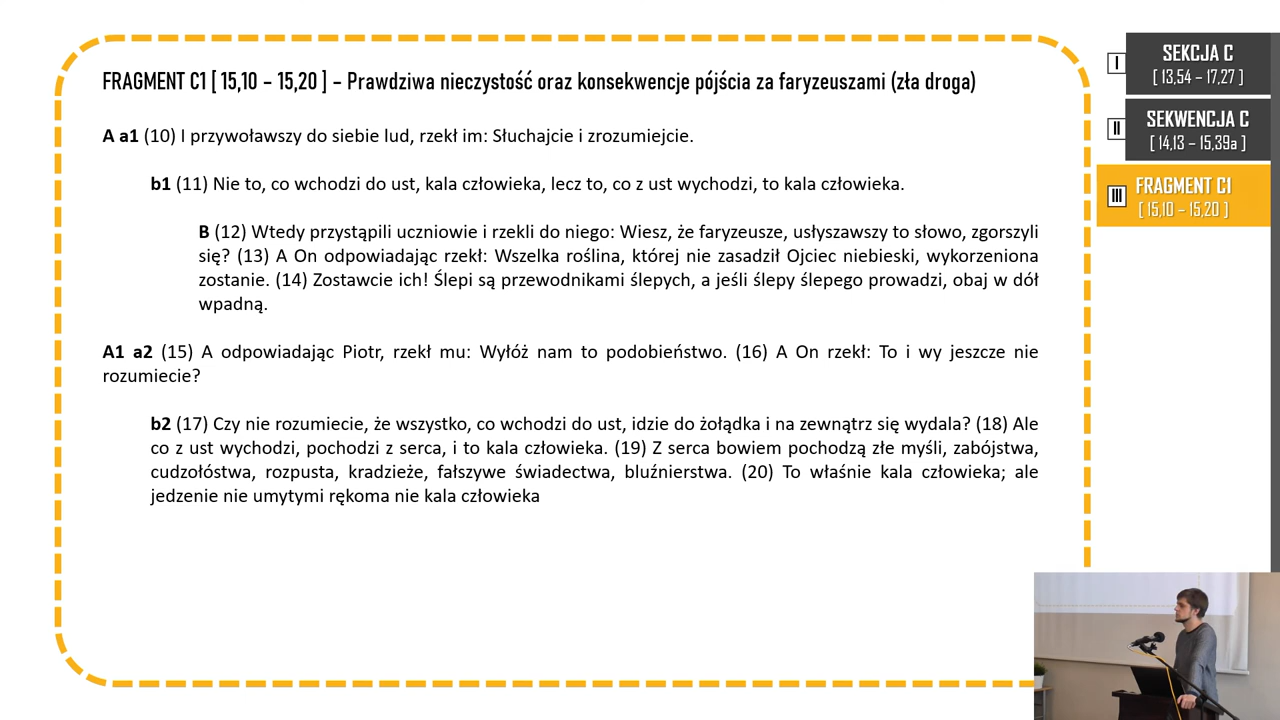 FRAGMENT C1 [ 15,10 – 15,20 ] – Prawdziwa nieczystość oraz konsekwencje pójścia za faryzeuszami (zła droga)
A a1 (10) I przywoławszy do siebie lud, rzekł im: Słuchajcie i zrozumiejcie.
b1 (11) Nie to, co wchodzi do ust, kala człowieka, lecz to, co z ust wychodzi, to kala człowieka.
B (12) Wtedy przystąpili uczniowie i rzekli do niego: Wiesz, że faryzeusze, usłyszawszy to słowo, zgorszyli
się? (13) A On odpowiadając rzekł: Wszelka roślina, której nie zasadził Ojciec niebieski, wykorzeniona
zostanie. (14) Zostawcie ich! Ślepi są przewodnikami ślepych, a jeśli ślepy ślepego prowadzi, obaj w dół
wpadną.
A1 a2 (15) A odpowiadając Piotr, rzekł mu: Wyłóż nam to podobieństwo. (16) A On rzekł: To i wy jeszcze nie
rozumiecie?
b2 (17) Czy nie rozumiecie, że wszystko, co wchodzi do ust, idzie do żołądka i na zewnątrz się wydala? (18) Ale
co z ust wychodzi, pochodzi z serca, i to kala człowieka. (19) Z serca bowiem pochodzą złe myśli, zabójstwa,
cudzołóstwa, rozpusta, kradzieże, fałszywe świadectwa, bluźnierstwa. (20) To właśnie kala człowieka; ale
jedzenie nie umytymi rękoma nie kala człowieka
I
SEKCJA C
[ 13,54 – 17,27 ]
II
SEKWENCJA C
[ 14,13 – 15,39a ]
III
FRAGMENT C1
[ 15,10 – 15,20 ]